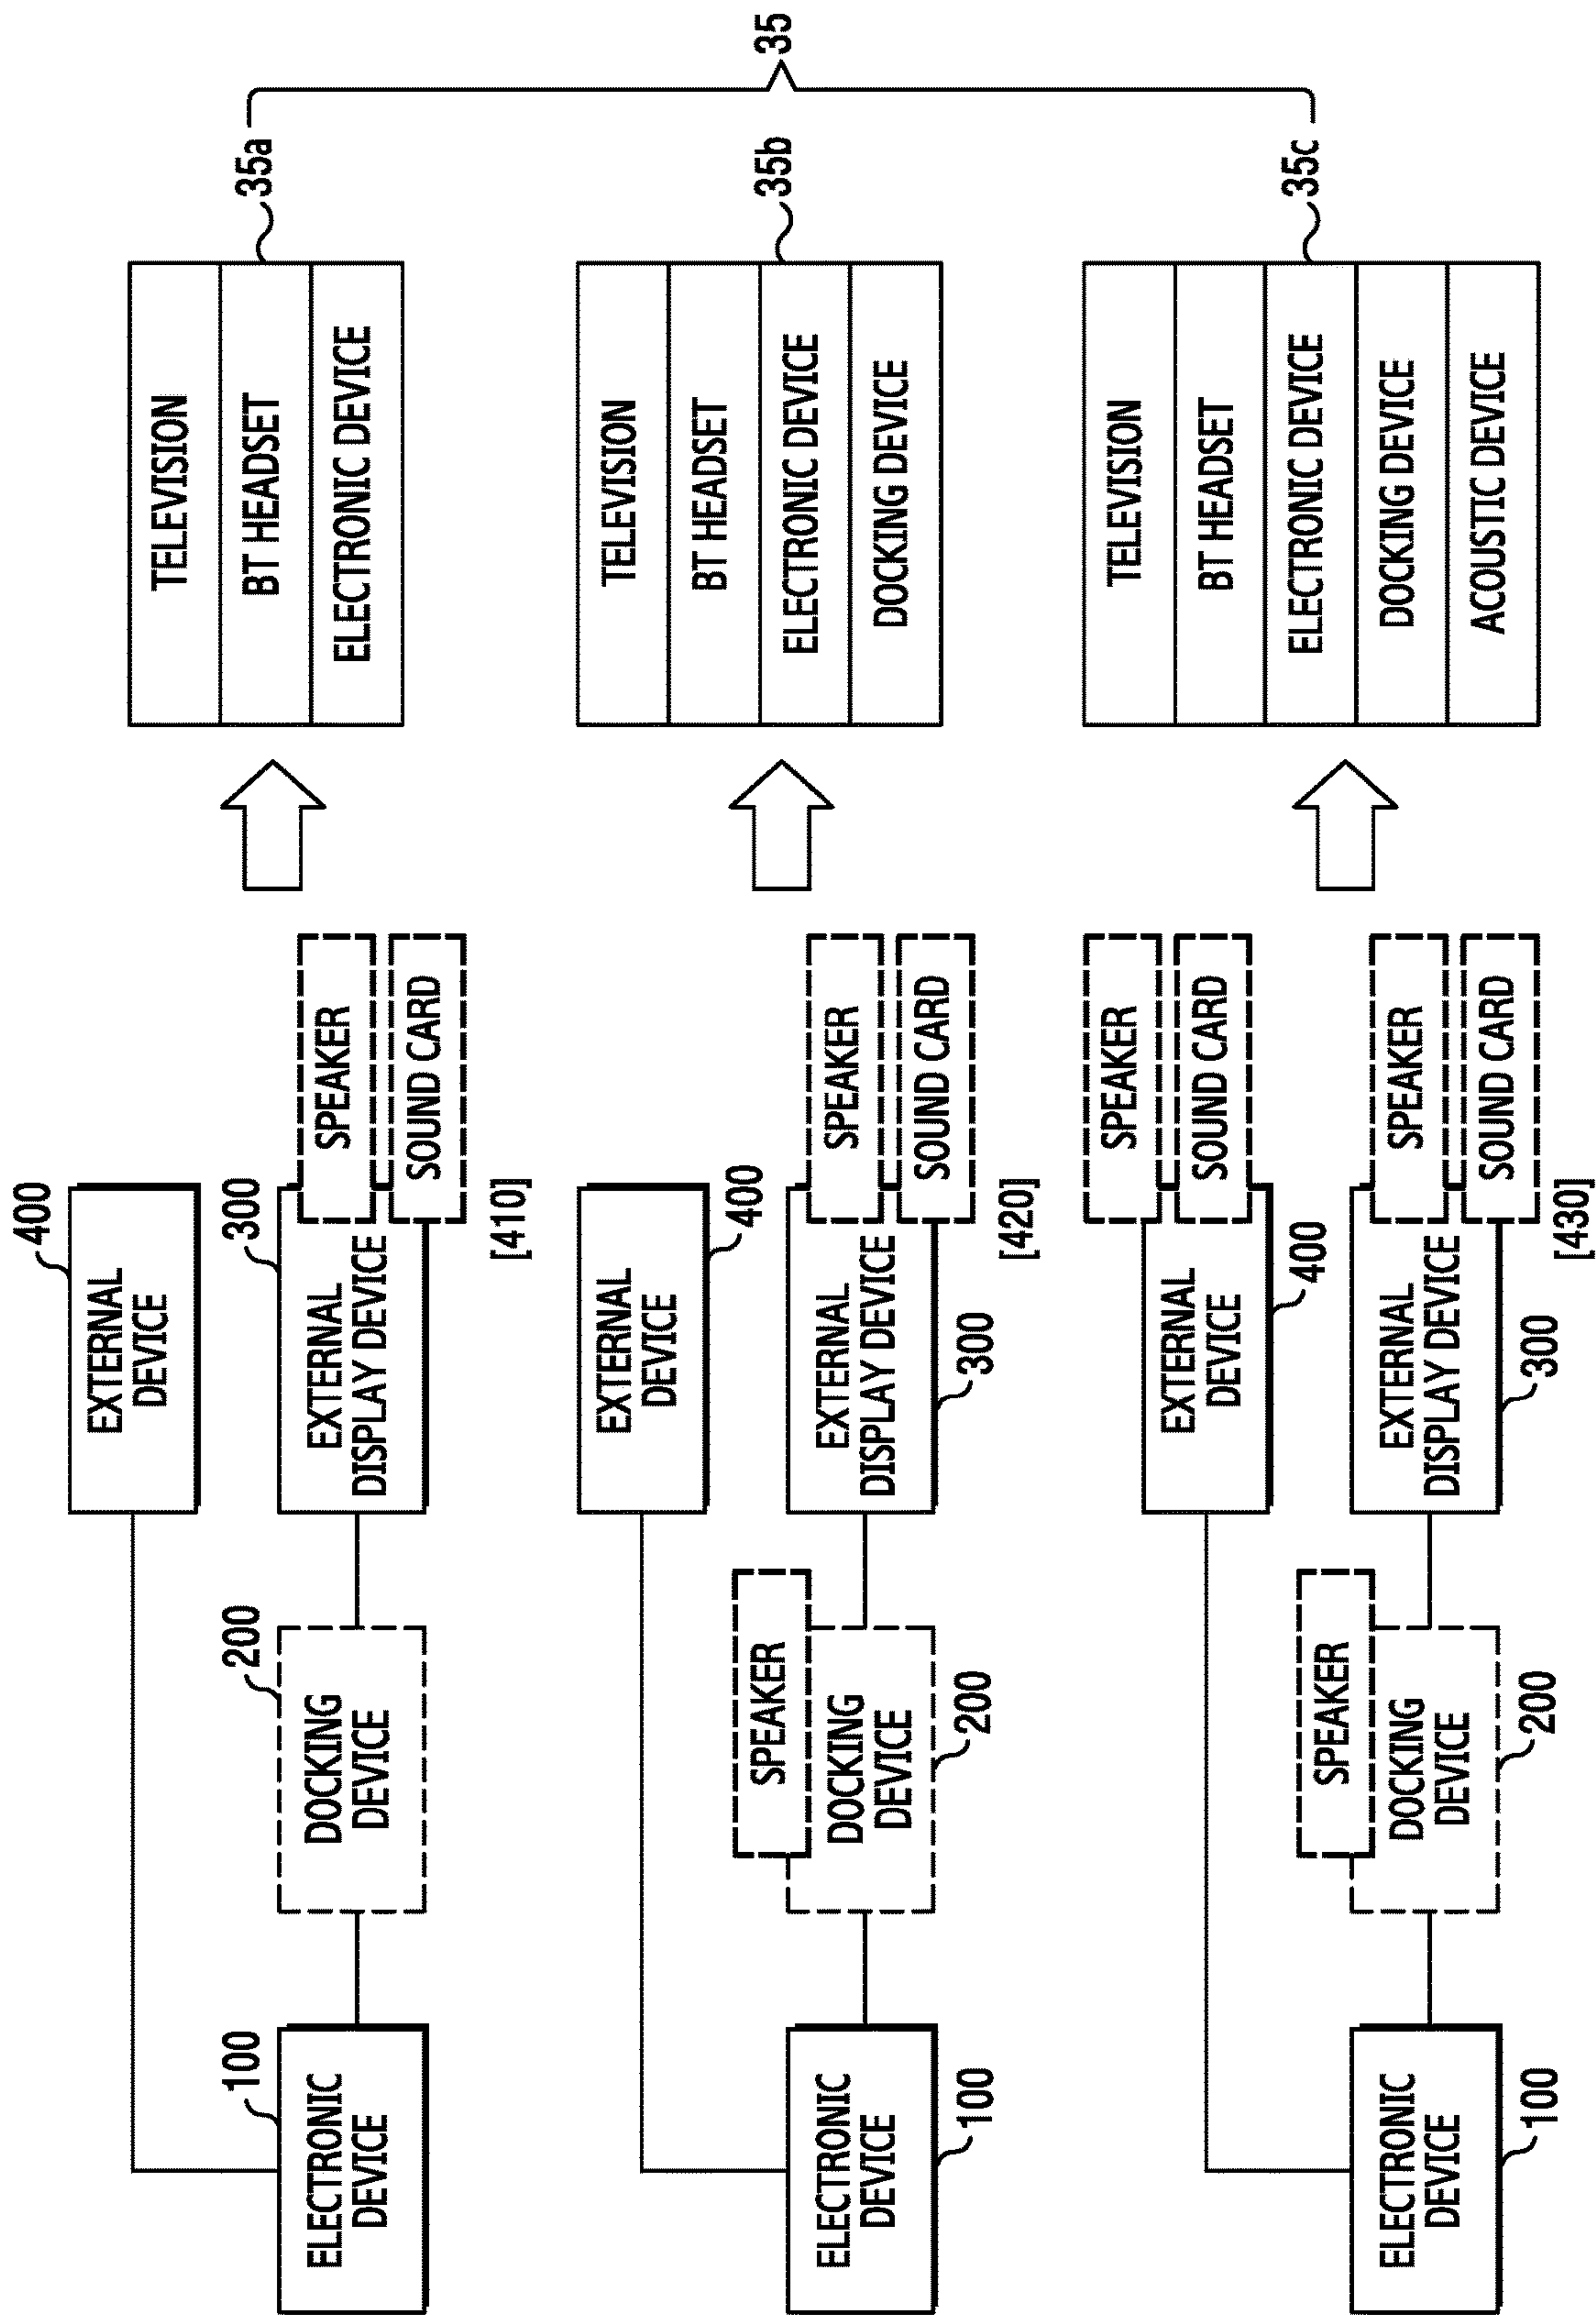 400
EXTERNAL
DEVICE
100
ELECTRONIC
DEVICE
200
DOCKING
DEVICE
300
EXTERNAL
DISPLAY DEVICE
SPEAKER
SOUND CARD
[410]
TELEVISION
BT HEADSET
ELECTRONIC DEVICE
35a
EXTERNAL
DEVICE
400
ELECTRONIC
DEVICE
100
SPEAKER
DOCKING
DEVICE
200
EXTERNAL
DISPLAY DEVICE
300
SPEAKER
SOUND CARD
[420]
TELEVISION
BT HEADSET
ELECTRONIC DEVICE
DOCKING DEVICE
35b
35
EXTERNAL
DEVICE
400
SPEAKER
SOUND CARD
ELECTRONIC
DEVICE
100
SPEAKER
DOCKING
DEVICE
200
EXTERNAL
DISPLAY DEVICE
300
SPEAKER
SOUND CARD
[430]
TELEVISION
BT HEADSET
ELECTRONIC DEVICE
DOCKING DEVICE
ACOUSTIC DEVICE
35c